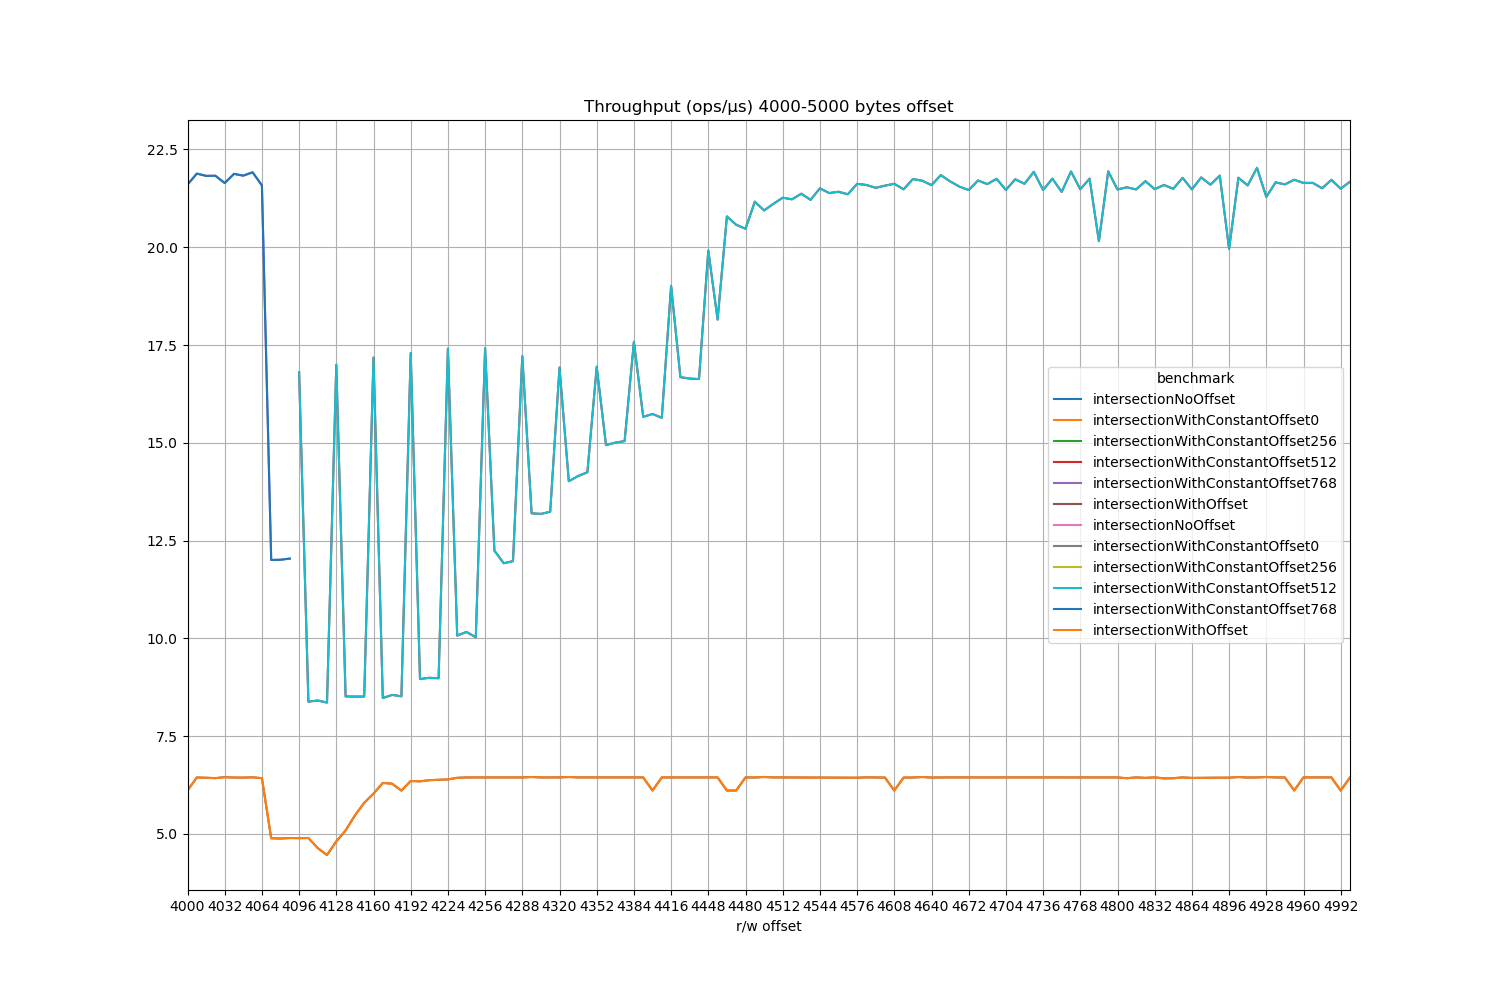 Throughput (ops/µs) 4000-5000 bytes offset
22.5
20.0
17.5
15.0
12.5
10.0
7.5
5.0
benchmark
intersectionNoOffset
intersectionWithConstantOffset0
intersectionWithConstantOffset256
intersectionWithConstantOffset512
intersectionWithConstantOffset768
intersectionWithOffset
intersectionNoOffset
intersectionWithConstantOffset0
intersectionWithConstantOffset256
intersectionWithConstantOffset512
intersectionWithConstantOffset768
intersectionWithOffset
4000 4032 4064 4096 4128 4160 4192 4224 4256 4288 4320 4352 4384 4416 4448 4480 4512 4544 4576 4608 4640 4672 4704 4736 4768 4800 4832 4864 4896 4928 4960 4992
r/w offset